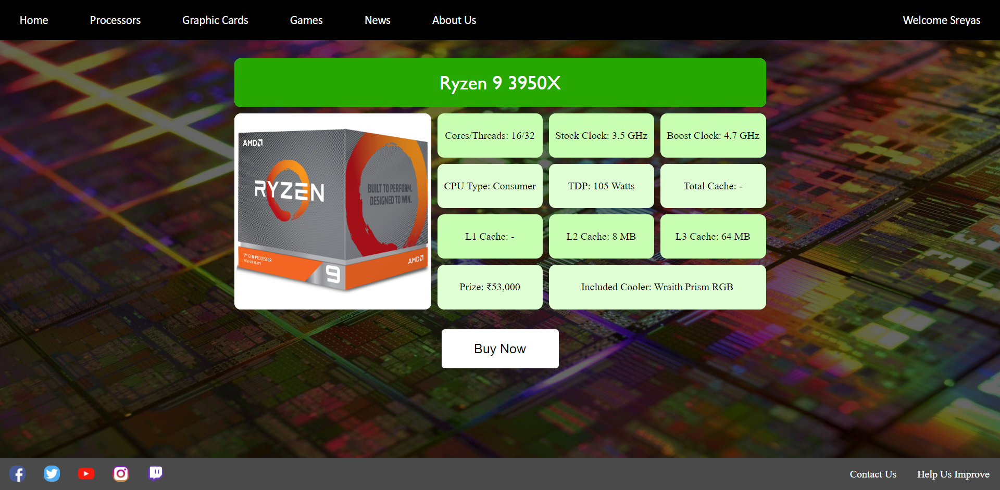 Home Processors Graphic Cards Games News About Us Welcome Sreyas
Ryzen 9 3950X
AMD
RYZEN
BUILT TO PERFORM.
DESIGNED TO WIN.
3RD GEN PROCESSOR
PCIe 4.0 READY
9
AMD
Cores/Threads: 16/32 Stock Clock: 3.5 GHz Boost Clock: 4.7 GHz
CPU Type: Consumer TDP: 105 Watts Total Cache: -
L1 Cache: - L2 Cache: 8 MB L3 Cache: 64 MB
Prize: ₹53,000 Included Cooler: Wraith Prism RGB
Buy Now
Contact Us Help Us Improve